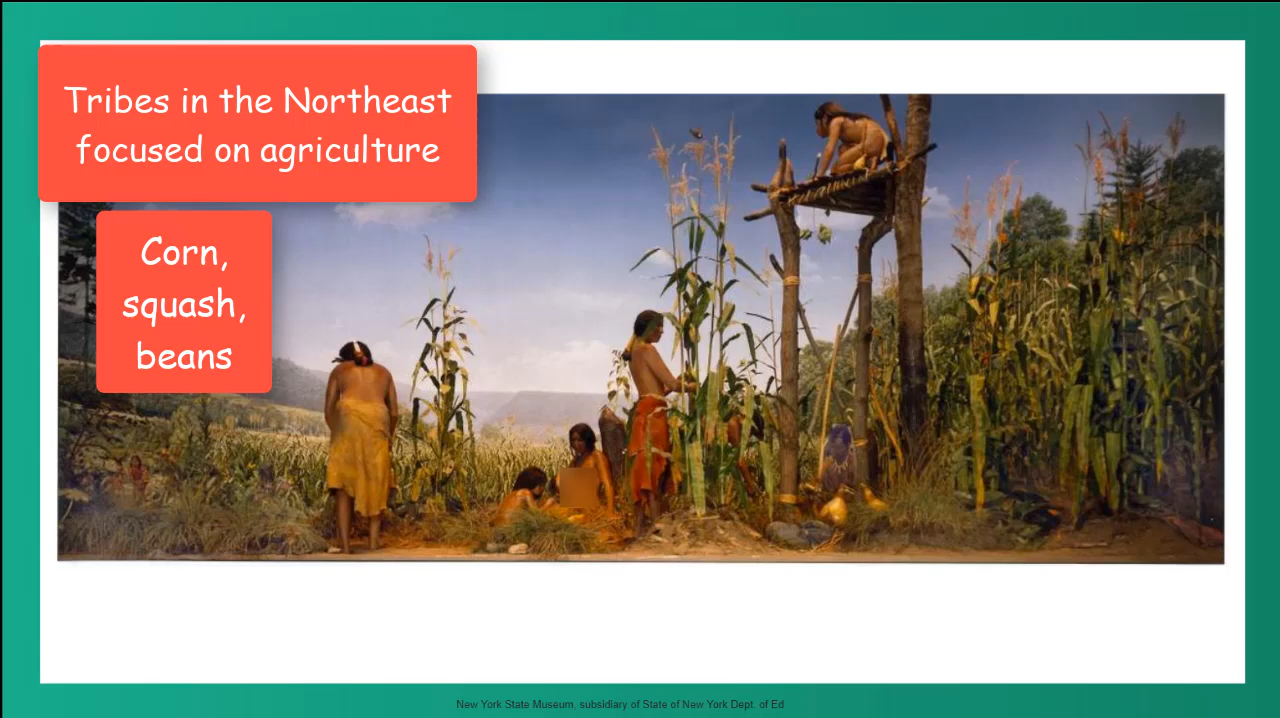 Tribes in the Northeast
focused on agriculture
Corn,
squash,
beans
New York State Museum, subsidiary of State of New York Dept. of Ed